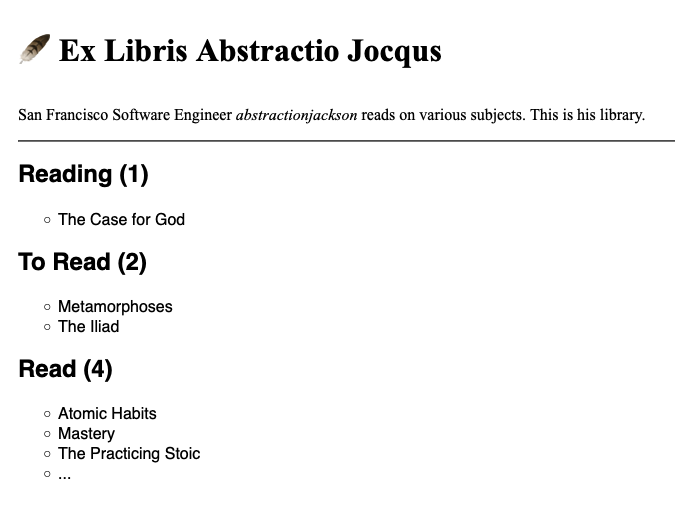 Ex Libris Abstractio Jocqus
San Francisco Software Engineer abstractionjackson reads on various subjects. This is his library.
Reading (1)
The Case for God
To Read (2)
Metamorphoses
The Iliad
Read (4)
Atomic Habits
Mastery
The Practicing Stoic
...